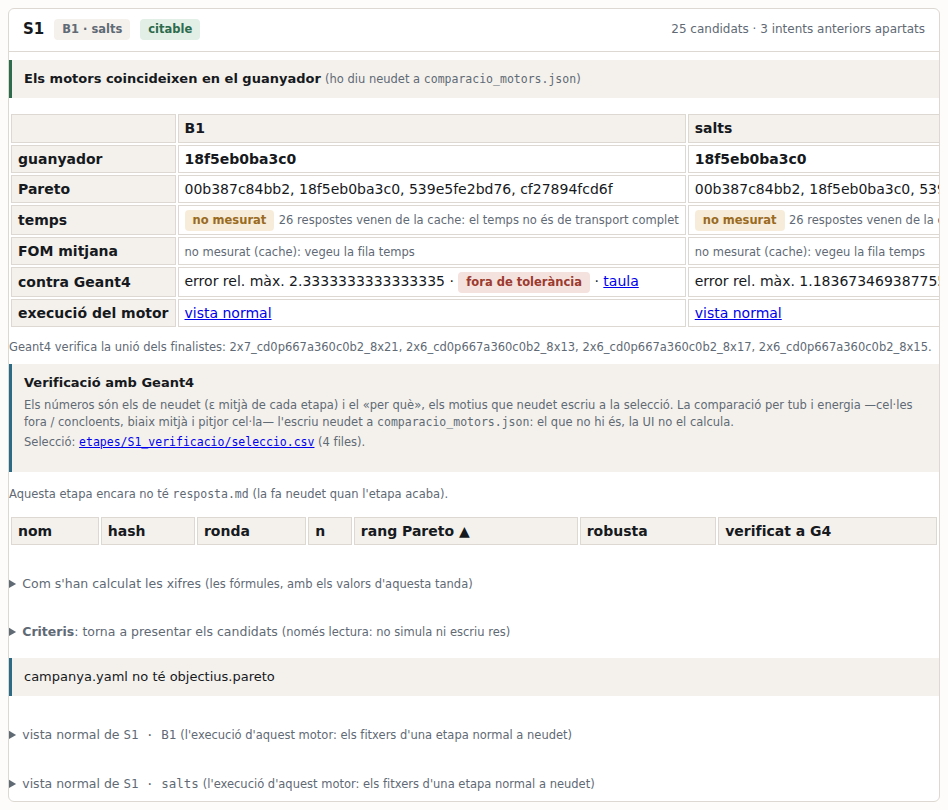 S1 B1 · salts citable 25 candidats · 3 intents anteriors apartats
Els motors coincideixen en el guanyador (ho diu neudet a comparacio_motors.json)
B1 salts
guanyador 18f5eb0ba3c0 18f5eb0ba3c0
Pareto 00b387c84bb2, 18f5eb0ba3c0, 539e5fe2bd76, cf27894fcd6f 00b387c84bb2, 18f5eb0ba3c0, 539
temps no mesurat 26 respostes venen de la cache: el temps no és de transport complet no mesurat 26 respostes venen de la
FOM mitjana no mesurat (cache): vegeu la fila temps no mesurat (cache): vegeu la fila temps
contra Geant4 error rel. màx. 2.3333333333333335 · fora de tolerància · taula error rel. màx. 1.183673469387755
execució del motor vista normal vista normal
Geant4 verifica la unió dels finalistes: 2x7_cd0p667a360c0b2_8x21, 2x6_cd0p667a360c0b2_8x13, 2x6_cd0p667a360c0b2_8x17, 2x6_cd0p667a360c0b2_8x15.
Verificació amb Geant4
Els números són els de neudet (ε mitjà de cada etapa) i el «per què», els motius que neudet escriu a la selecció. La comparació per tub i energia —cel·les
fora / concloents, biaix mitjà i pitjor cel·la— l'escriu neudet a comparacio_motors.json: el que no hi és, la UI no el calcula.
Selecció: etapes/S1_verificacio/seleccio.csv (4 files).
Aquesta etapa encara no té resposta.md (la fa neudet quan l'etapa acaba).
nom hash ronda n rang Pareto ▲ robusta verificat a G4
▶ Com s'han calculat les xifres (les fórmules, amb els valors d'aquesta tanda)
▶ Criteris: torna a presentar els candidats (només lectura: no simula ni escriu res)
campanya.yaml no té objectius.pareto
▶ vista normal de S1 · B1 (l'execució d'aquest motor: els fitxers d'una etapa normal a neudet)
▶ vista normal de S1 · salts (l'execució d'aquest motor: els fitxers d'una etapa normal a neudet)